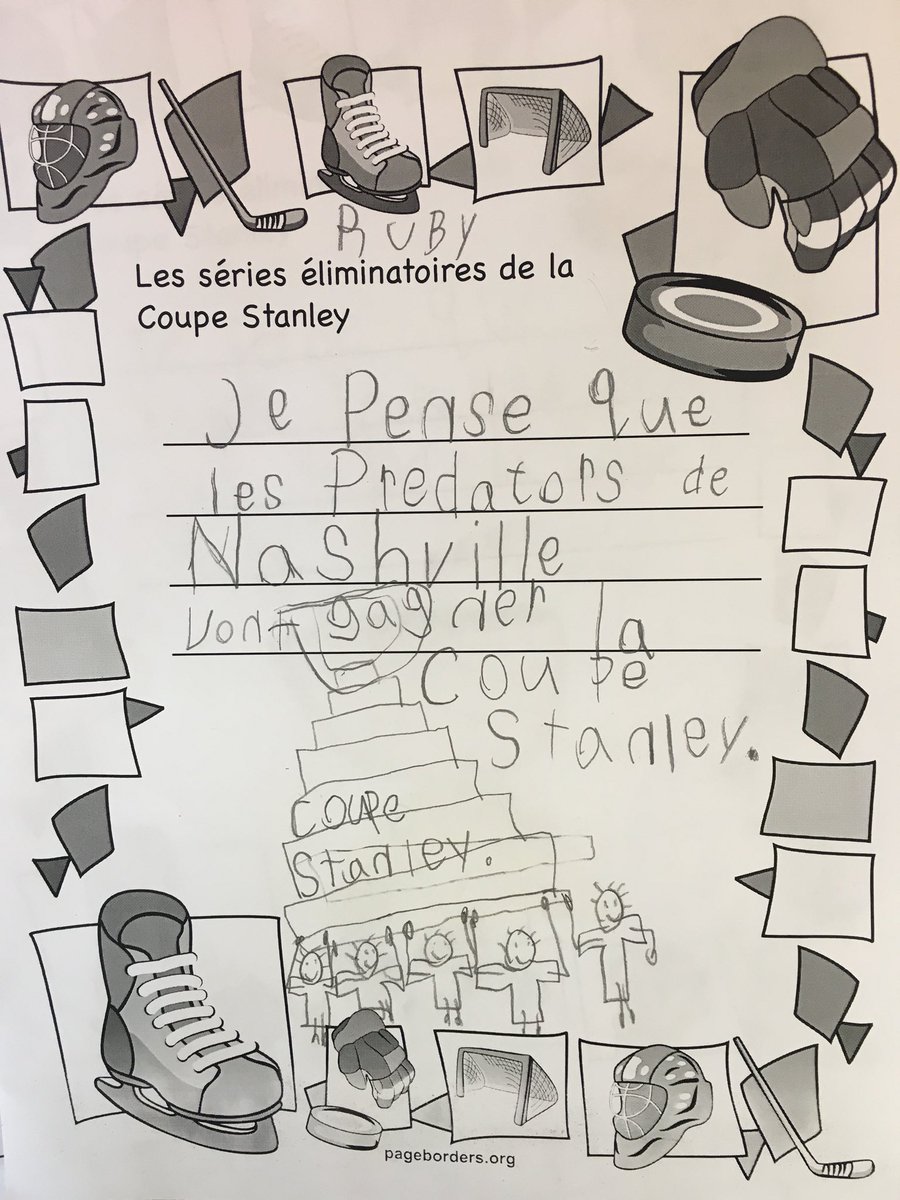 RUBY
Les séries éliminatoires de la
Coupe Stanley
Je Pense que
les Predators de
Nashville
vont gagner la
Coupe
Stanley.
COUPe
Stanley.
pageborders.org